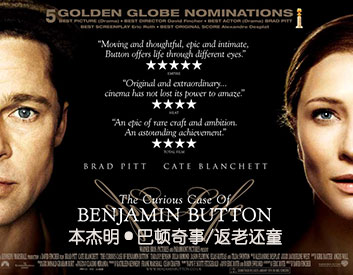 5 GOLDEN GLOBE NOMINATIONS
BEST PICTURE (Drama) • BEST DIRECTOR David Fincher • BEST ACTOR (Drama) BRAD PITT
BEST SCREENPLAY Eric Roth • BEST ORIGINAL SCORE Alexandre Desplat
"Moving and thoughtful, epic and intimate,
Button offers life through different eyes."
★★★★★
EMPIRE
"Original and extraordinary...
cinema has not lost its power to amaze."
★★★★★
HEAT
"An epic of rare craft and ambition.
An astounding achievement."
★★★★★
TOTAL FILM
BRAD PITT CATE BLANCHETT
The Curious Case Of
BENJAMIN BUTTON
本杰明•巴顿奇事/返老还童